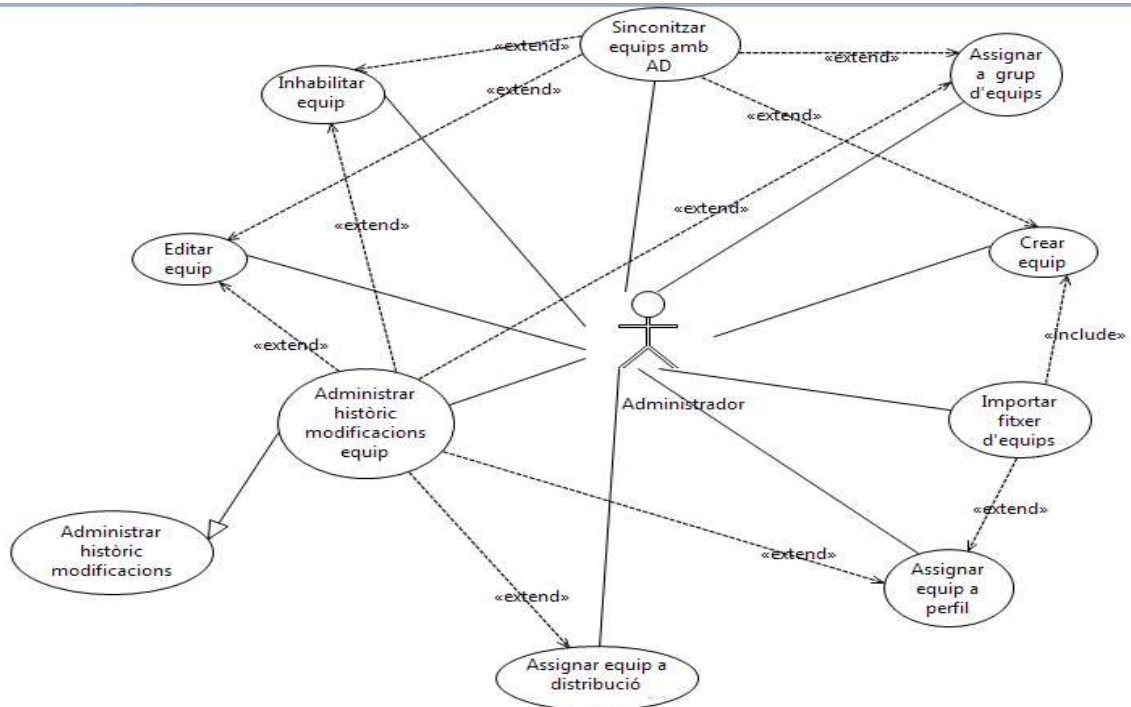 Sinconitzar
equips amb
AD
«extend»
«extend»
Assignar
a grup
d'equips
Inhabilitar
equip
«extend»
«extend»
«extend»
«extend»
Editar
equip
Crear
equip
«extend»
«include»
Administrar
històric
modificacions
equip
Administrador
Importar
fitxer
d'equips
«extend»
Administrar
històric
modificacions
«extend»
Assignar
equip a
perfil
«extend»
Assignar equip a
distribució